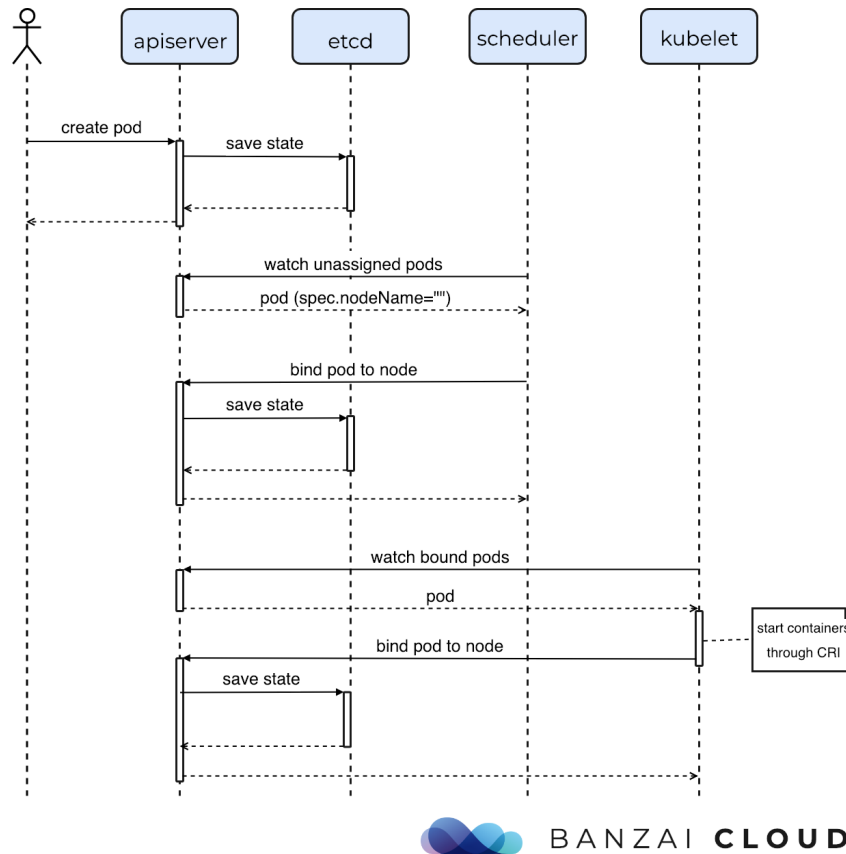 apiserver
etcd
scheduler
kubelet
create pod
save state
watch unassigned pods
pod (spec.nodeName="")
bind pod to node
save state
watch bound pods
pod
start containers
through CRI
bind pod to node
save state
BANZAI CLOUD